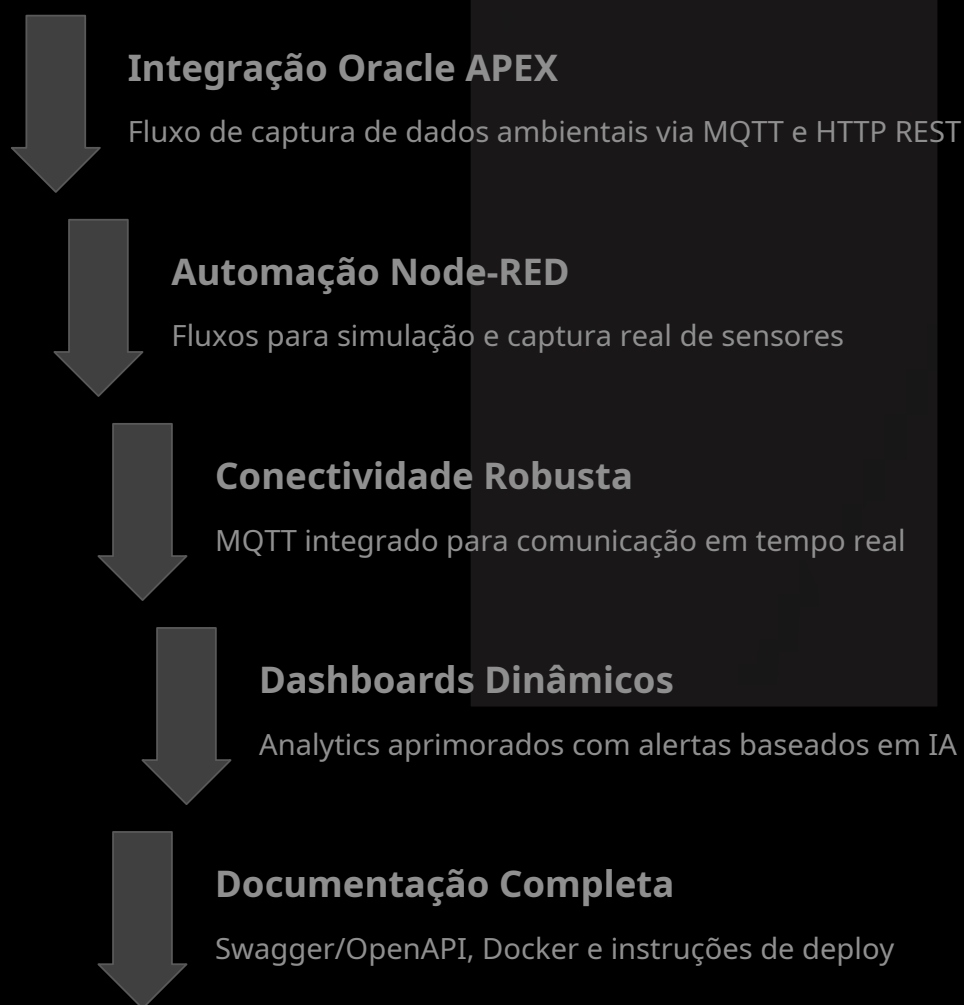 Integração Oracle APEX
Fluxo de captura de dados ambientais via MQTT e HTTP REST
Automação Node-RED
Fluxos para simulação e captura real de sensores
Conectividade Robusta
MQTT integrado para comunicação em tempo real
Dashboards Dinâmicos
Analytics aprimorados com alertas baseados em IA
Documentação Completa
Swagger/OpenAPI, Docker e instruções de deploy